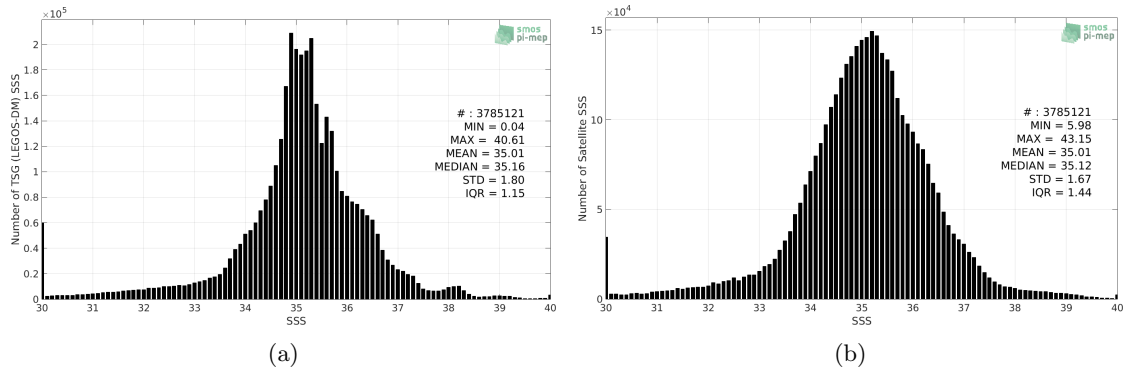 ×10⁵
smos
pi-mep
Number of TSG (LEGOS-DM) SSS
2
1.8
1.6
1.4
1.2
1
0.8
0.6
0.4
0.2
0
# : 3785121
MIN = 0.04
MAX = 40.61
MEAN = 35.01
MEDIAN = 35.16
STD = 1.80
IQR = 1.15
30 31 32 33 34 35 36 37 38 39 40
SSS
(a)
×10⁴
smos
pi-mep
Number of Satellite SSS
15
10
5
0
# : 3785121
MIN = 5.98
MAX = 43.15
MEAN = 35.01
MEDIAN = 35.12
STD = 1.67
IQR = 1.44
30 31 32 33 34 35 36 37 38 39 40
SSS
(b)